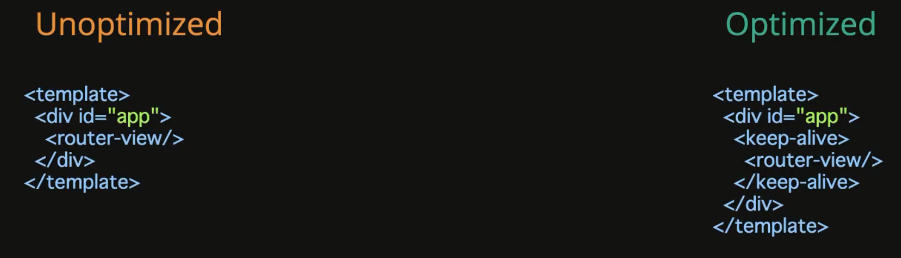 Unoptimized
<template>
  <div id="app">
    <router-view/>
  </div>
</template>
Optimized
<template>
  <div id="app">
    <keep-alive>
      <router-view/>
    </keep-alive>
  </div>
</template>